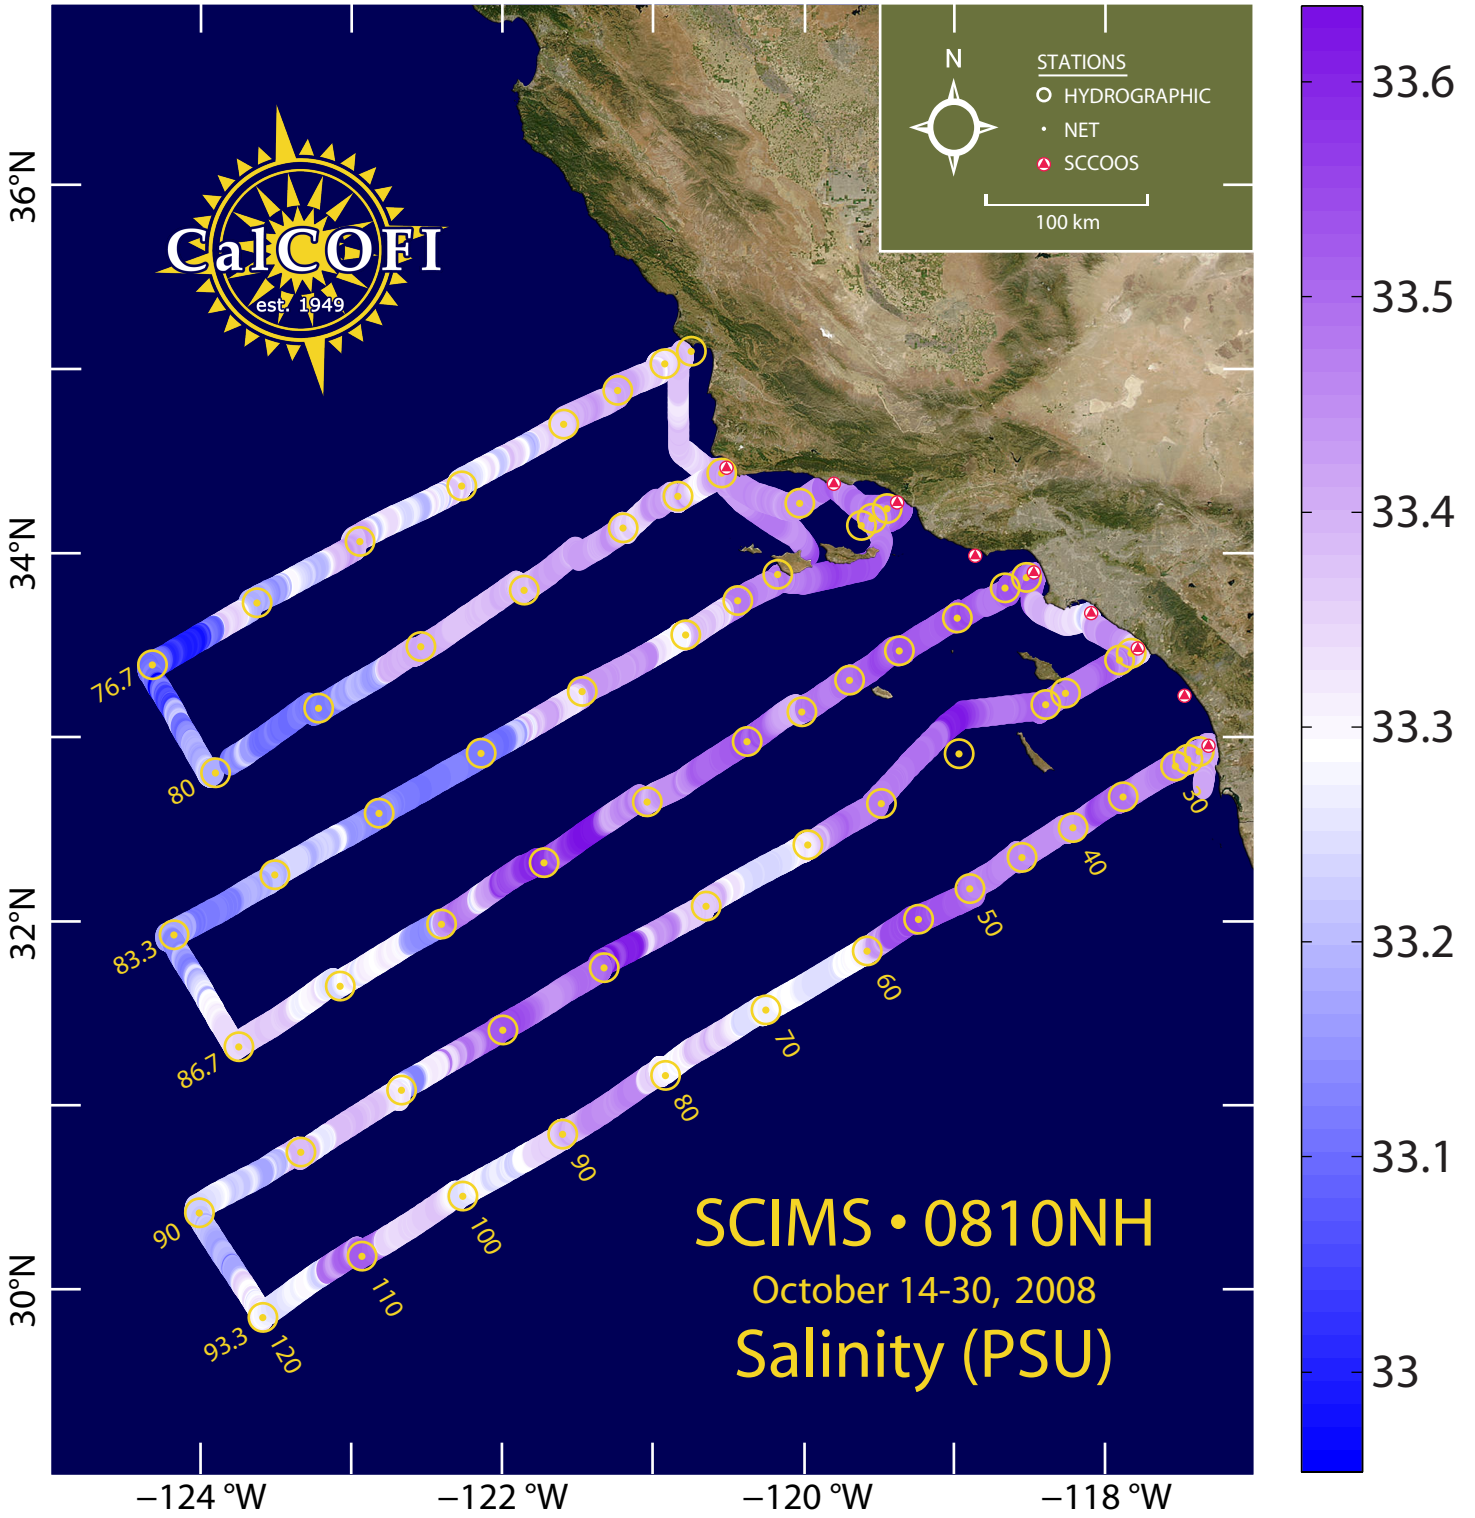 N
STATIONS
HYDROGRAPHIC
NET
SCCOOS
100 km
CalCOFI
est. 1949
36°N
34°N
32°N
30°N
76.7
80
83.3
86.7
90
93.3
30
40
50
60
70
80
90
100
110
120
SCIMS • 0810NH
October 14-30, 2008
Salinity (PSU)
−124 °W
−122 °W
−120 °W
−118 °W
33.6
33.5
33.4
33.3
33.2
33.1
33